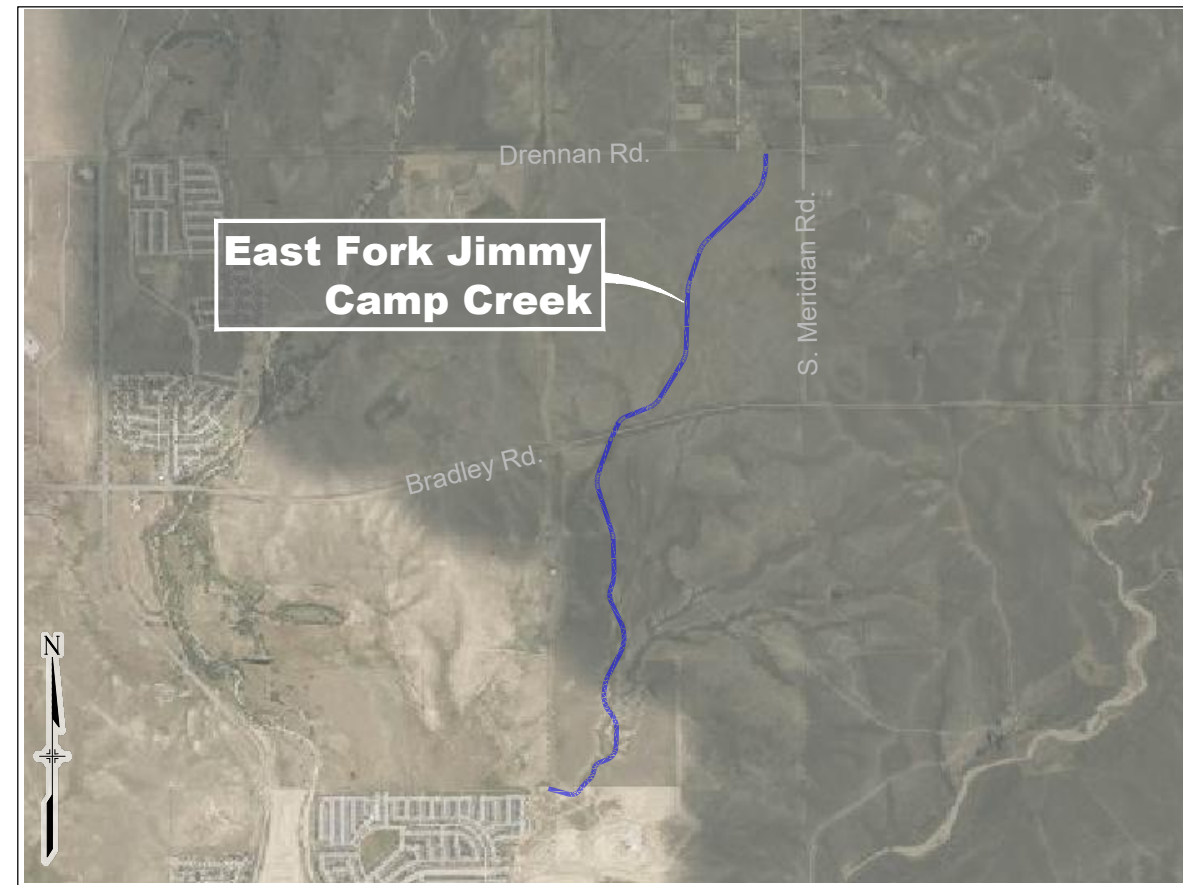 Drennan Rd.
East Fork Jimmy
Camp Creek
S. Meridian Rd.
Bradley Rd.
N